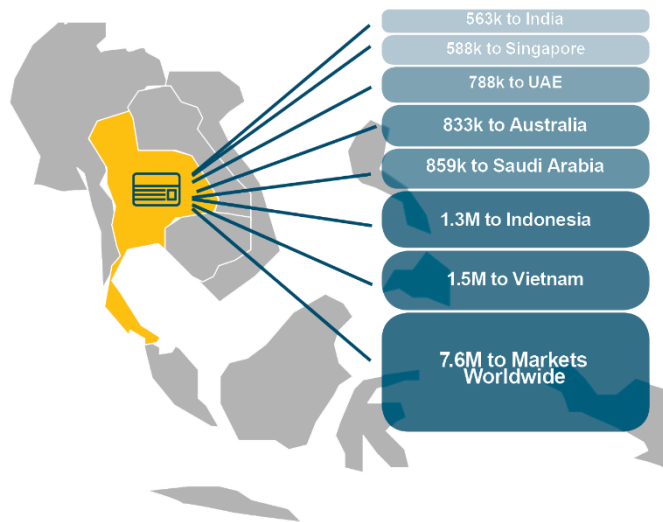 563k to India
588k to Singapore
788k to UAE
833k to Australia
859k to Saudi Arabia
1.3M to Indonesia
1.5M to Vietnam
7.6M to Markets
Worldwide